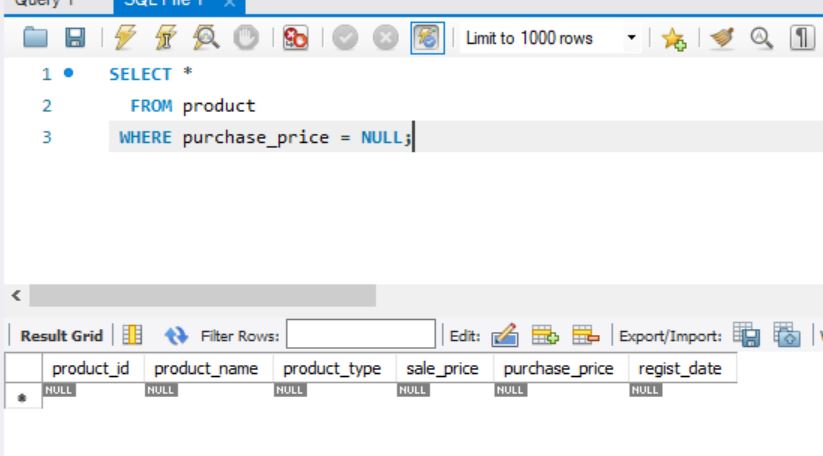 Query 1 SQL File 1 ×
Limit to 1000 rows
1 SELECT *
2 FROM product
3 WHERE purchase_price = NULL;
Result Grid Filter Rows: Edit: Export/Import:
product_id product_name product_type sale_price purchase_price regist_date
NULL NULL NULL NULL NULL NULL